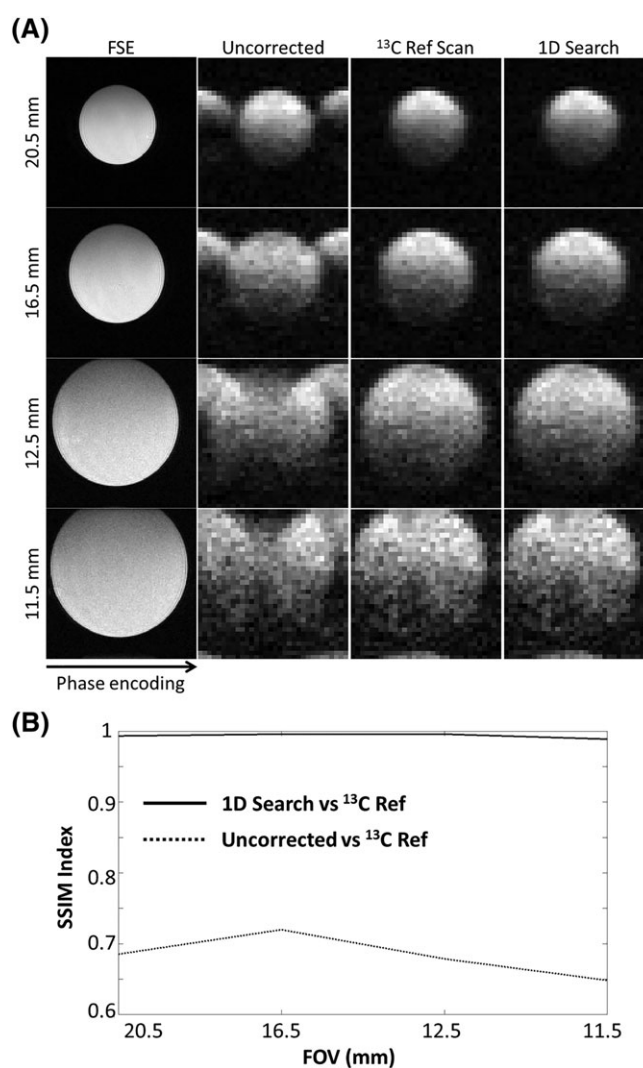 (A)
FSE Uncorrected ¹³C Ref Scan 1D Search
20.5 mm
16.5 mm
12.5 mm
11.5 mm
Phase encoding
(B)
1
0.9
0.8
0.7
0.6
SSIM Index
1D Search vs ¹³C Ref
Uncorrected vs ¹³C Ref
20.5 16.5 12.5 11.5
FOV (mm)